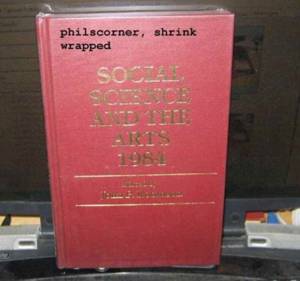 philscorner, shrink
wrapped
SOCIAL
SCIENCE
AND THE
ARTS
1984